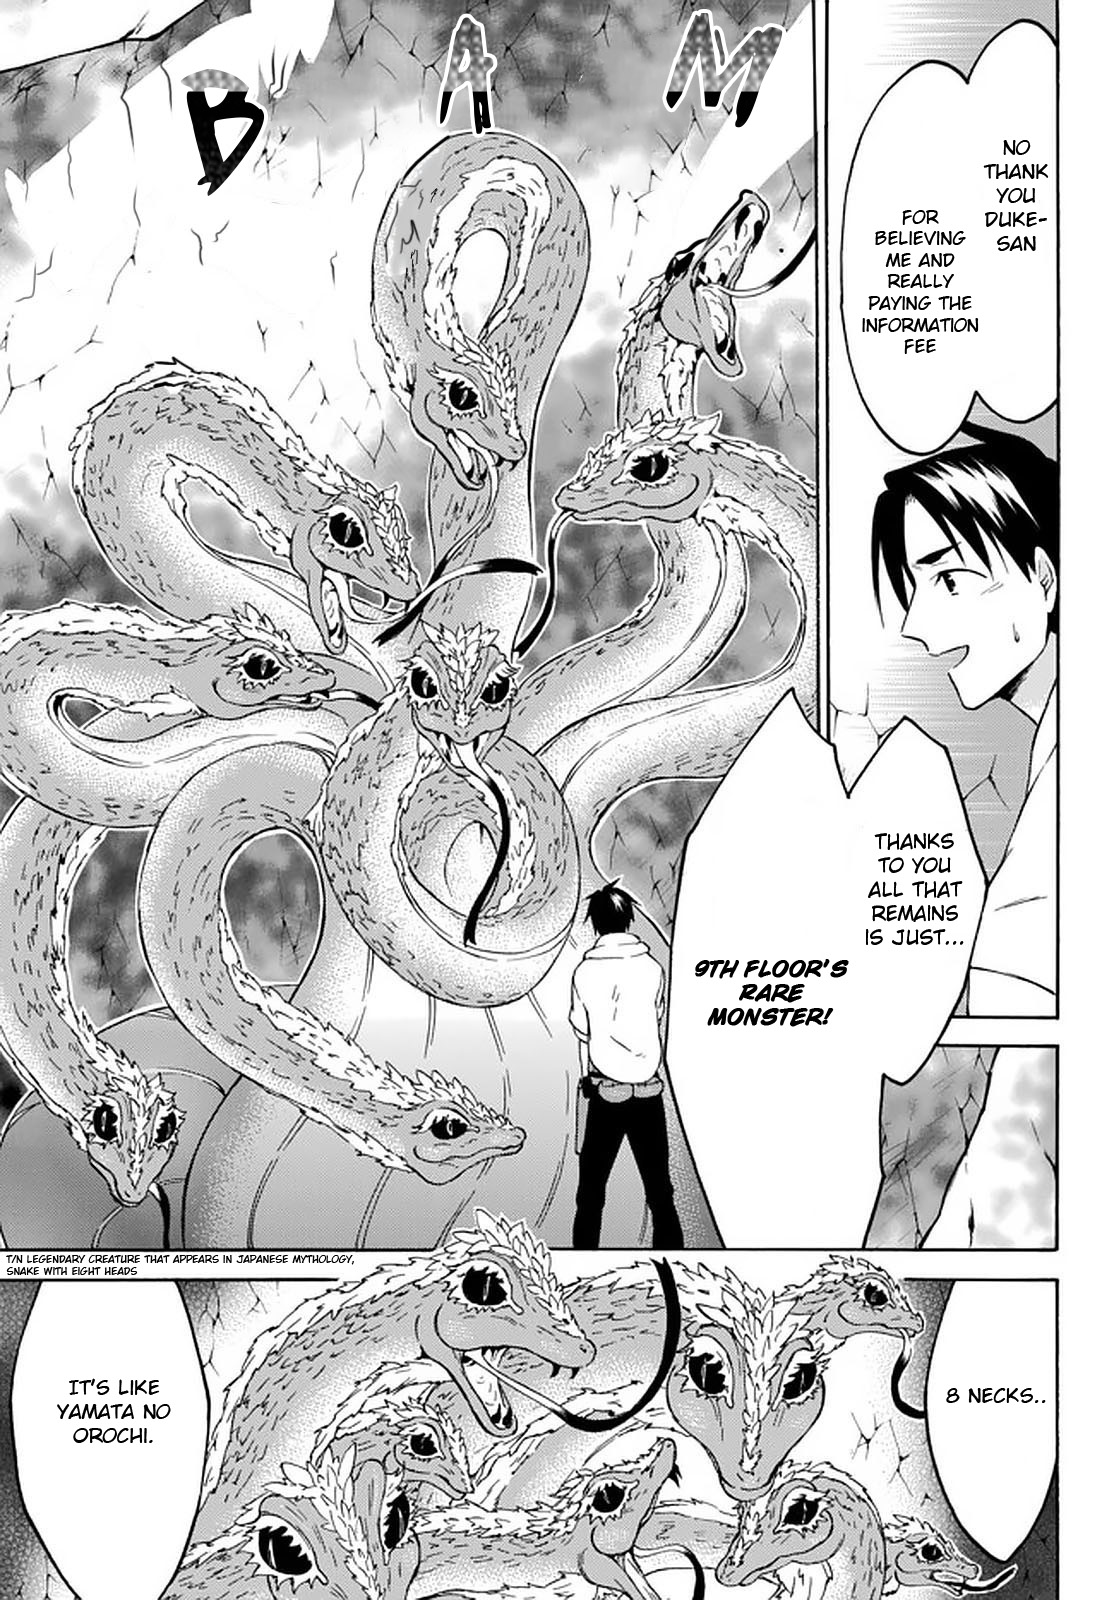 NO
THANK
YOU
DUKE-
SAN
FOR
BELIEVING
ME AND
REALLY
PAYING THE
INFORMATION
FEE
BAM
THANKS
TO YOU
ALL THAT
REMAINS
IS JUST...
9TH FLOOR'S
RARE
MONSTER!
T/N LEGENDARY CREATURE THAT APPEARS IN JAPANESE MYTHOLOGY,
SNAKE WITH EIGHT HEADS
8 NECKS..
IT'S LIKE
YAMATA NO
OROCHI.